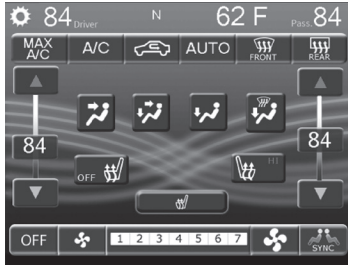 84 Driver N 62 F Pass. 84
MAX A/C A/C AUTO FRONT REAR
84 84
OFF HI
OFF 1 2 3 4 5 6 7 SYNC